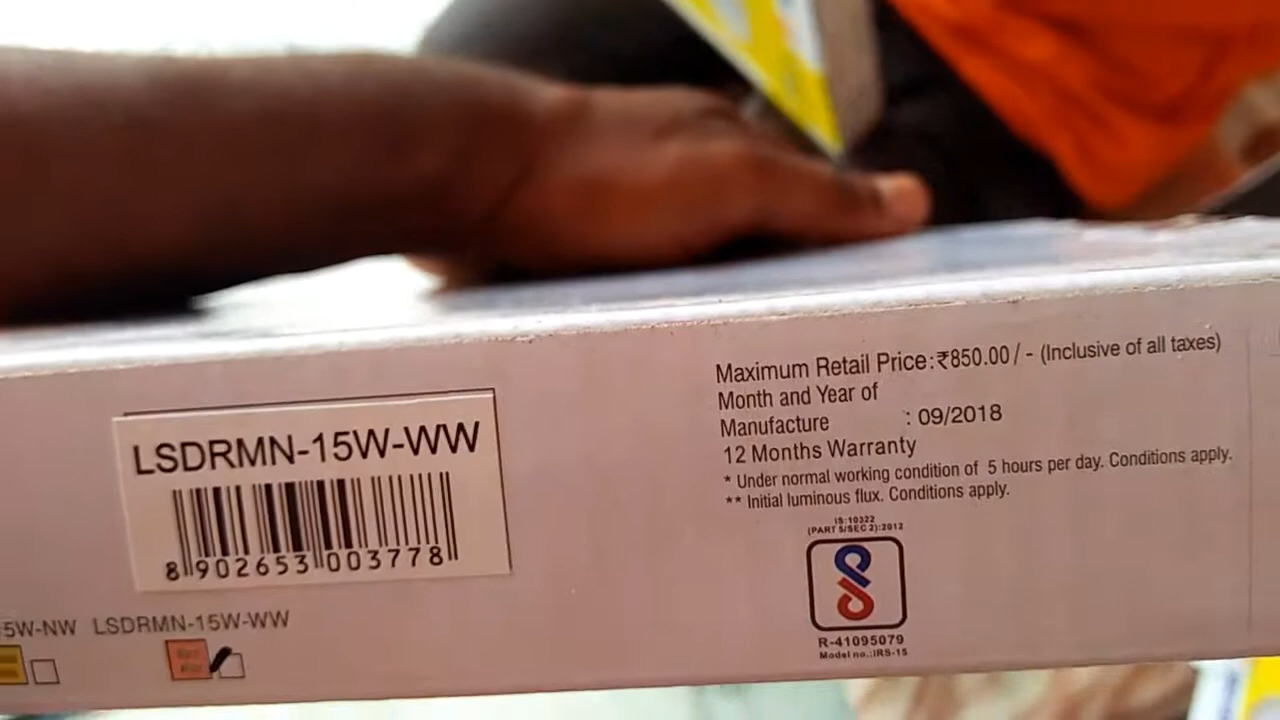 LSDRMN-15W-WW
8 902653 003778
5W-NW LSDRMN-15W-WW
Maximum Retail Price:₹850.00/- (Inclusive of all taxes)
Month and Year of
Manufacture : 09/2018
12 Months Warranty
* Under normal working condition of 5 hours per day. Conditions apply.
** Initial luminous flux. Conditions apply.
IS:10322
(PART 5/SEC 2):2012
R-41095079
Model no.:IRS-15